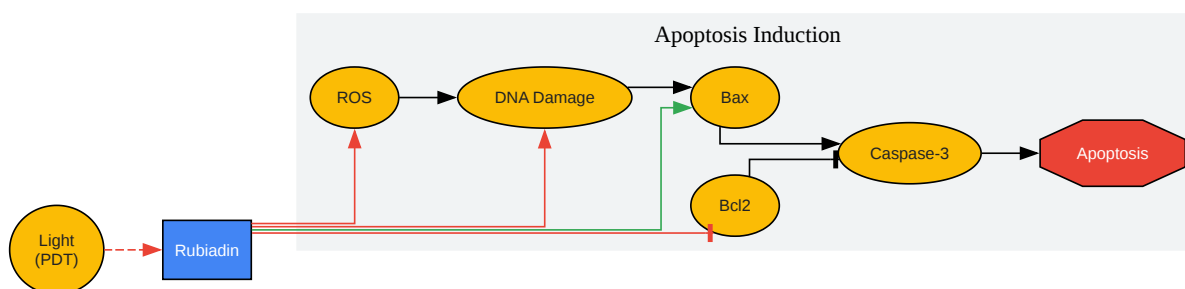 Apoptosis Induction
ROS
DNA Damage
Bax
Caspase-3
Apoptosis
Bcl2
Light
(PDT)
Rubiadin